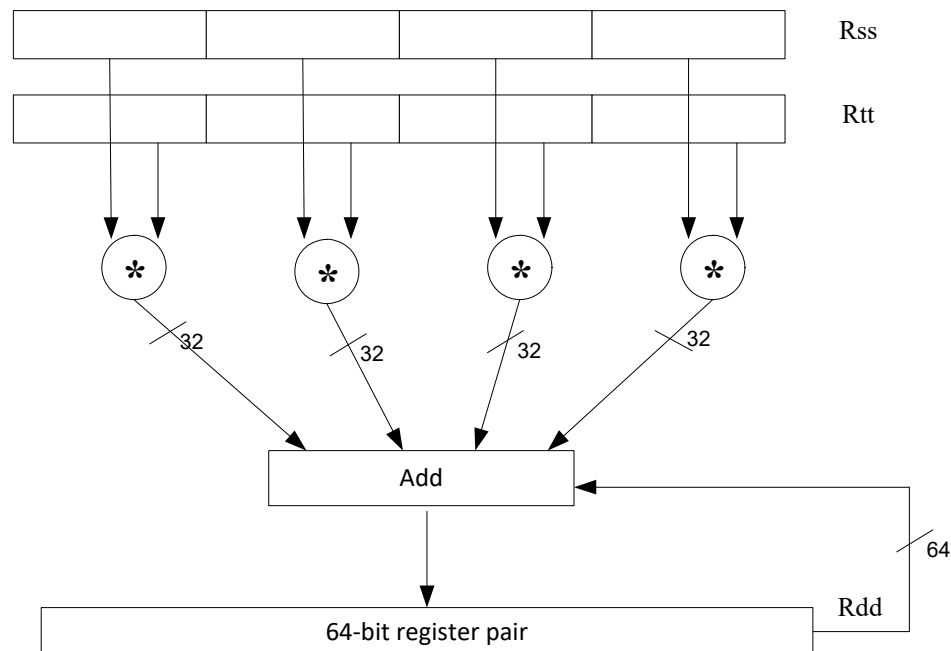 Rss
Rtt
*
*
*
*
32
32
32
32
Add
64
Rdd
64-bit register pair